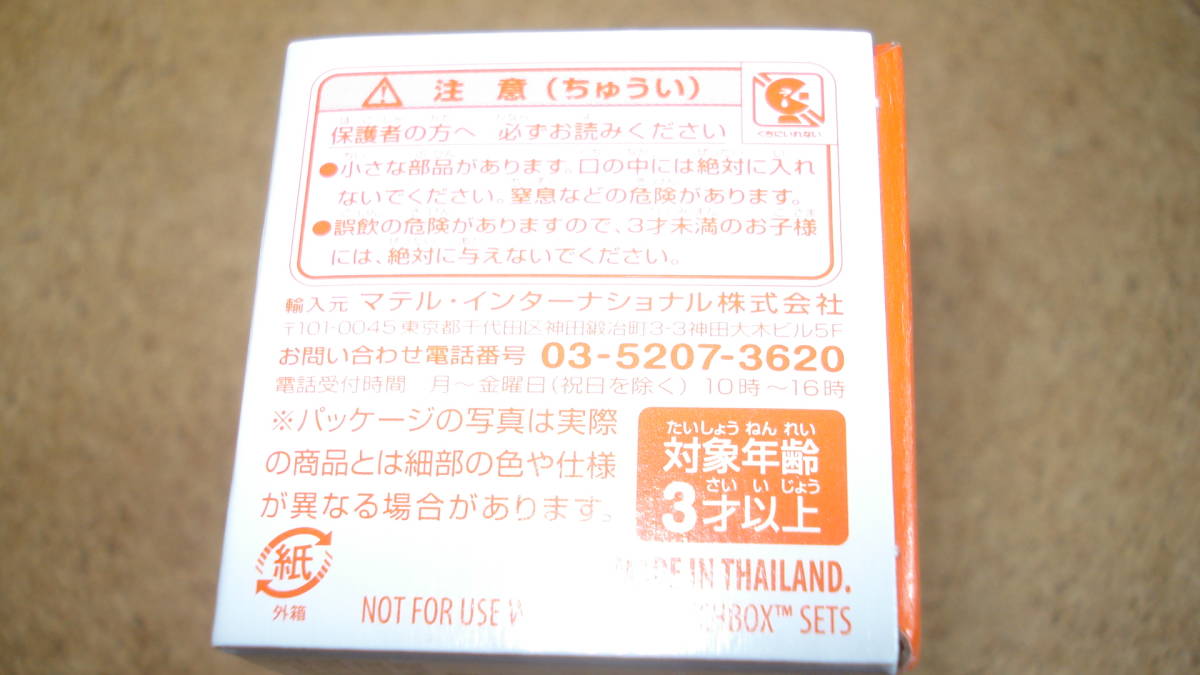 注意(ちゅうい)
くちにいれない
保護者の方へ 必ずお読みください
●小さな部品があります。口の中には絶対に入れ
ないでください。窒息などの危険があります。
●誤飲の危険がありますので、3才未満のお子様
には、絶対に与えないでください。
輸入元 マテル・インターナショナル株式会社
〒101-0045 東京都千代田区神田鍛冶町3-3神田大木ビル5F
お問い合わせ電話番号 03-5207-3620
電話受付時間 月~金曜日(祝日を除く) 10時~16時
※パッケージの写真は実際
の商品とは細部の色や仕様
が異なる場合があります。
たいしょう ねん れい
対象年齢
さい い じょう
3才以上
紙
外箱
MADE IN THAILAND.
NOT FOR USE SETS